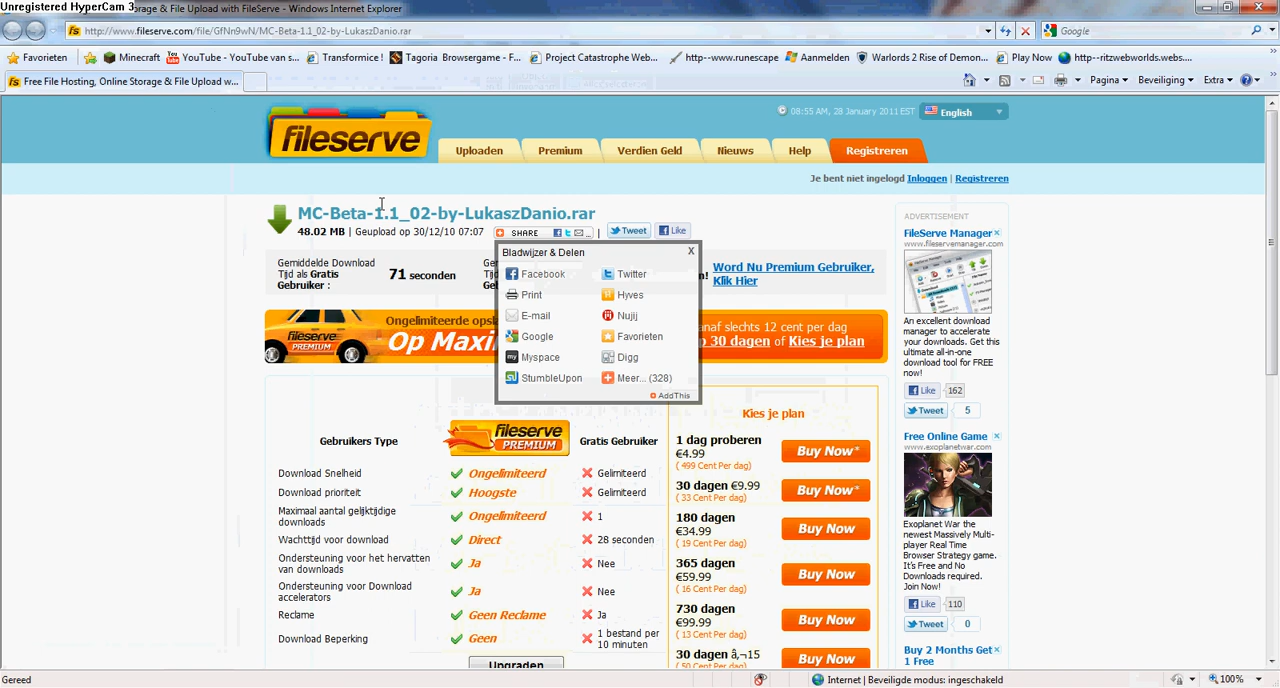 Unregistered HyperCam 3
orage & File Upload with FileServe - Windows Internet Explorer
http://www.fileserve.com/file/GfNn9wN/MC-Beta-1.1_02-by-LukaszDanio.rar
Google
Favorieten
Minecraft
YouTube - YouTube van s...
Transformice !
Tagoria Browsergame - F...
Project Catastrophe Web...
http--www.runescape
Aanmelden
Warlords 2 Rise of Demon...
Play Now
http--ritzwebworlds.webs....
Free File Hosting, Online Storage & File Upload w...
Pagina
Beveiliging
Extra
08:55 AM, 28 January 2011 EST
English
fileserve
Uploaden
Premium
Verdien Geld
Nieuws
Help
Registreren
Je bent niet ingelogd Inloggen | Registreren
MC-Beta-1.1_02-by-LukaszDanio.rar
48.02 MB | Geupload op 30/12/10 07:07
SHARE
Tweet
Like
Gemiddelde Download
Tijd als Gratis
Gebruiker :
71 seconden
Word Nu Premium Gebruiker,
Klik Hier
Bladwijzer & Delen
X
Facebook
Twitter
Print
Hyves
E-mail
Nujij
Google
Favorieten
Myspace
Digg
StumbleUpon
Meer... (328)
AddThis
fileserve
PREMIUM
Ongelimiteerde opsl
Op Maxi
anaf slechts 12 cent per dag
30 dagen of Kies je plan
Gebruikers Type
fileserve
PREMIUM
Gratis Gebruiker
Download Snelheid
Ongelimiteerd
Gelimiteerd
Download prioriteit
Hoogste
Gelimiteerd
Maximaal aantal gelijktijdige
downloads
Ongelimiteerd
1
Wachttijd voor download
Direct
28 seconden
Ondersteuning voor het hervatten
van downloads
Ja
Nee
Ondersteuning voor Download
accelerators
Ja
Nee
Reclame
Geen Reclame
Ja
Download Beperking
Geen
1 bestand per
10 minuten
Upgraden
Kies je plan
1 dag proberen
€4.99
( 499 Cent Per dag)
Buy Now*
30 dagen €9.99
( 33 Cent Per dag)
Buy Now*
180 dagen
€34.99
( 19 Cent Per dag)
Buy Now
365 dagen
€59.99
( 16 Cent Per dag)
Buy Now
730 dagen
€99.99
( 13 Cent Per dag)
Buy Now
30 dagen â‚¬15
( 50 Cent Per dag)
Buy Now
ADVERTISEMENT
FileServe Manager
www.fileservemanager.com
An excellent download
manager to accelerate
your downloads. Get this
ultimate all-in-one
download tool for FREE
now!
Like
162
Tweet
5
Free Online Game
www.exoplanetwar.com
Exoplanet War the
newest Massively Multi-
player Real Time
Browser Strategy game.
It's Free and No
Downloads required.
Join Now!
Like
110
Tweet
0
Buy 2 Months Get
1 Free
Gereed
Internet | Beveiligde modus: ingeschakeld
100%